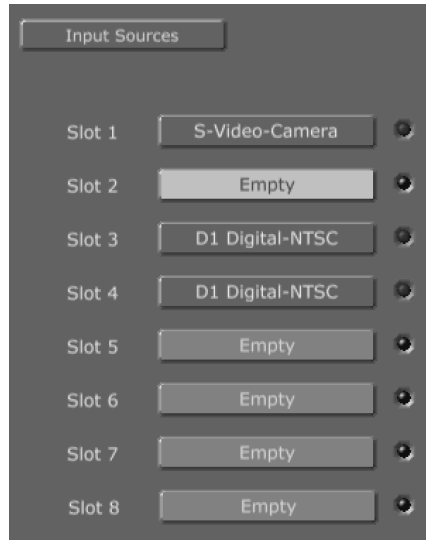 Input Sources
Slot 1 S-Video-Camera
Slot 2 Empty
Slot 3 D1 Digital-NTSC
Slot 4 D1 Digital-NTSC
Slot 5 Empty
Slot 6 Empty
Slot 7 Empty
Slot 8 Empty